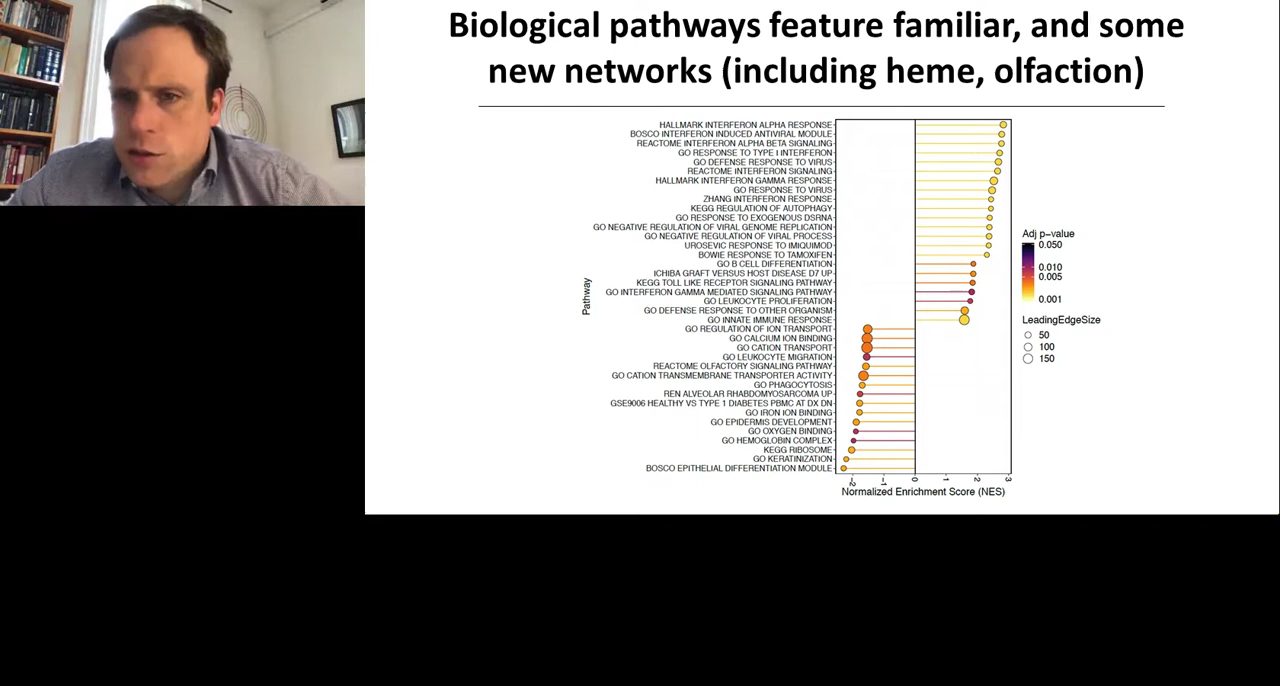 Biological pathways feature familiar, and some
new networks (including heme, olfaction)
HALLMARK INTERFERON ALPHA RESPONSE
BOSCO INTERFERON INDUCED ANTIVIRAL MODULE
REACTOME INTERFERON ALPHA BETA SIGNALING
GO RESPONSE TO TYPE I INTERFERON
GO DEFENSE RESPONSE TO VIRUS
REACTOME INTERFERON SIGNALING
HALLMARK INTERFERON GAMMA RESPONSE
GO RESPONSE TO VIRUS
ZHANG INTERFERON RESPONSE
KEGG REGULATION OF AUTOPHAGY
GO RESPONSE TO EXOGENOUS DSRNA
GO NEGATIVE REGULATION OF VIRAL GENOME REPLICATION
GO NEGATIVE REGULATION OF VIRAL PROCESS
UROSEVIC RESPONSE TO IMIQUIMOD
BOWIE RESPONSE TO TAMOXIFEN
GO B CELL DIFFERENTIATION
ICHIBA GRAFT VERSUS HOST DISEASE D7 UP
KEGG TOLL LIKE RECEPTOR SIGNALING PATHWAY
GO INTERFERON GAMMA MEDIATED SIGNALING PATHWAY
GO LEUKOCYTE PROLIFERATION
GO DEFENSE RESPONSE TO OTHER ORGANISM
GO INNATE IMMUNE RESPONSE
GO REGULATION OF ION TRANSPORT
GO CALCIUM ION BINDING
GO CATION TRANSPORT
GO LEUKOCYTE MIGRATION
REACTOME OLFACTORY SIGNALING PATHWAY
GO CATION TRANSMEMBRANE TRANSPORTER ACTIVITY
GO PHAGOCYTOSIS
REN ALVEOLAR RHABDOMYOSARCOMA UP
GSE9006 HEALTHY VS TYPE 1 DIABETES PBMC AT DX DN
GO IRON ION BINDING
GO EPIDERMIS DEVELOPMENT
GO OXYGEN BINDING
GO HEMOGLOBIN COMPLEX
KEGG RIBOSOME
GO KERATINIZATION
BOSCO EPITHELIAL DIFFERENTIATION MODULE
Pathway
-2 -1 0 1 2 3
Normalized Enrichment Score (NES)
Adj p-value
0.050
0.010
0.005
0.001
LeadingEdgeSize
50
100
150